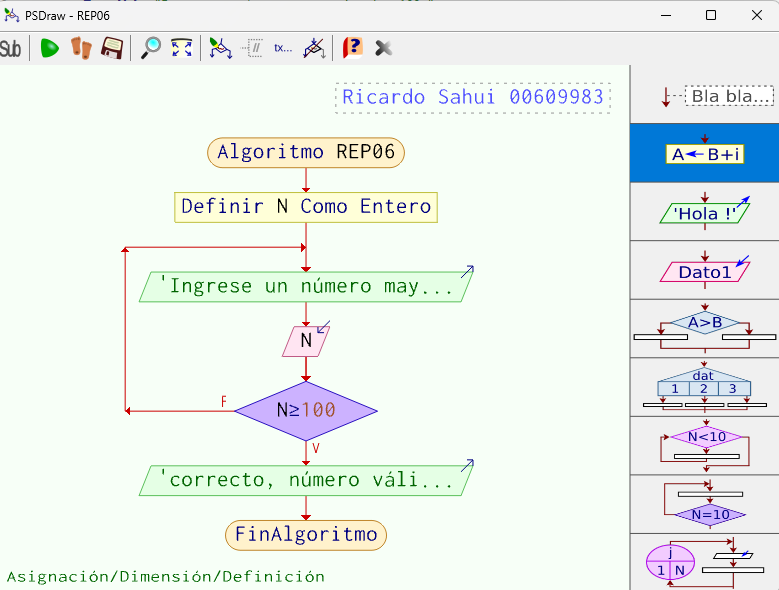 PSDraw - REP06
Sub
tx...
?
Ricardo Sahui 00609983
Bla bla...
Algoritmo REP06
A B+i
Definir N Como Entero
'Hola !'
'Ingrese un número may...
Dato1
N
A>B
dat
1 2 3
F
N≥100
V
N<10
'correcto, número váli...
N=10
FinAlgoritmo
j
1 N
Asignación/Dimensión/Definición